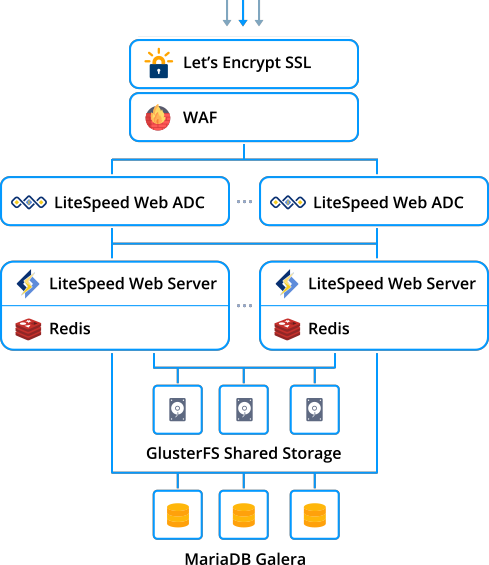 Let's Encrypt SSL
WAF
LiteSpeed Web ADC
LiteSpeed Web ADC
LiteSpeed Web Server
LiteSpeed Web Server
Redis
Redis
GlusterFS Shared Storage
MariaDB Galera